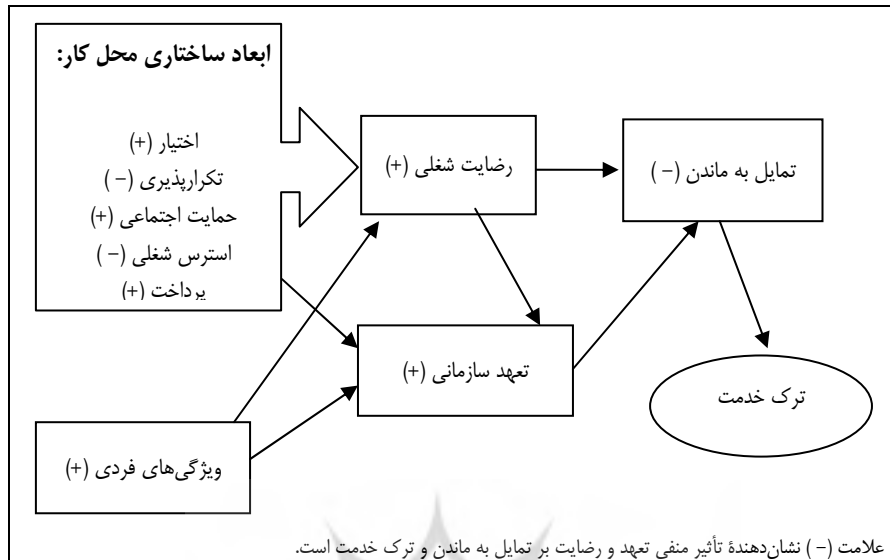 ابعاد ساختاری محل کار:
اختیار (+)
تکرارپذیری (–)
حمایت اجتماعی (+)
استرس شغلی (–)
پرداخت (+)
رضایت شغلی (+)
تمایل به ماندن (–)
تعهد سازمانی (+)
ترک خدمت
ویژگی‌های فردی (+)
علامت (–) نشان‌دهندهٔ تأثیر منفی تعهد و رضایت بر تمایل به ماندن و ترک خدمت است.